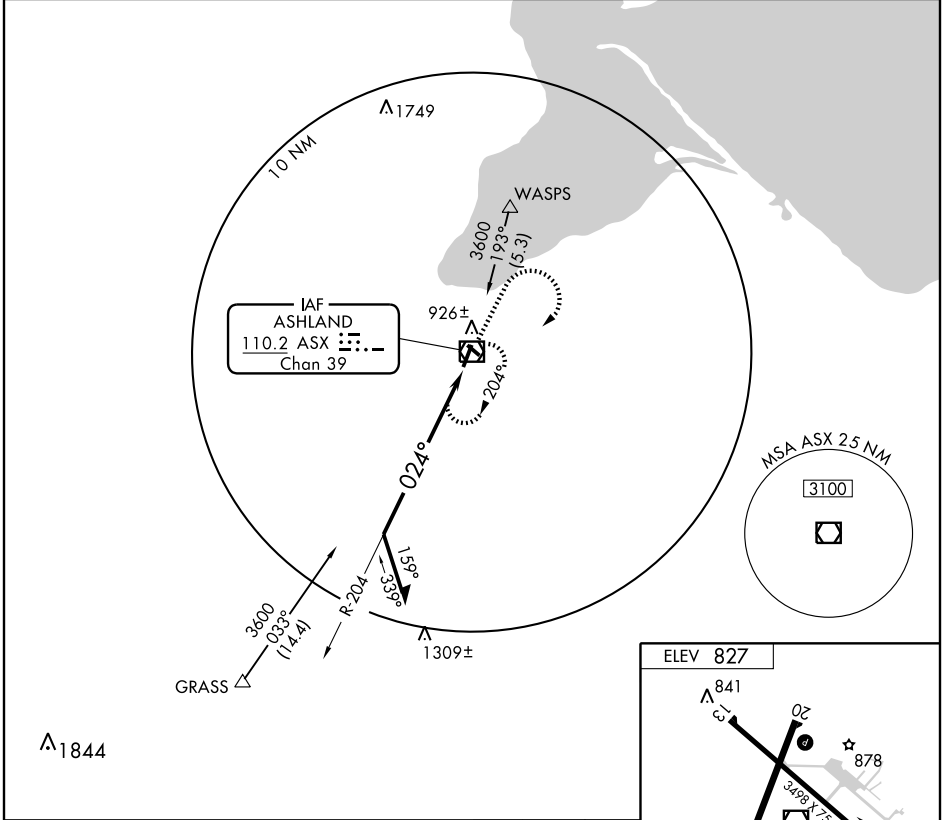 1749
10 NM
WASPS
3600
193°
(5.3)
IAF
ASHLAND
110.2 ASX
Chan 39
926±
204°
024°
MSA ASX 25 NM
3100
159°
339°
R-204
3600
033°
(14.4)
1309±
GRASS
1844
ELEV 827
841
13
20
P
878
3498 X 75